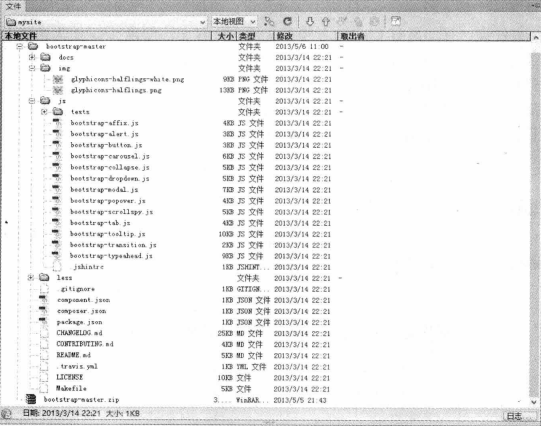 文件
mysite 本地视图
本地文件 大小 类型 修改 取出者
bootstrap-master 文件夹 2013/5/6 11:00 -
docs 文件夹 2013/3/14 22:21 -
img 文件夹 2013/3/14 22:21 -
glyphicons-halflings-white.png 9KB PNG 文件 2013/3/14 22:21
glyphicons-halflings.png 13KB PNG 文件 2013/3/14 22:21
js 文件夹 2013/3/14 22:21 -
texts 文件夹 2013/3/14 22:21 -
bootstrap-affix.js 4KB JS 文件 2013/3/14 22:21
bootstrap-alert.js 3KB JS 文件 2013/3/14 22:21
bootstrap-button.js 3KB JS 文件 2013/3/14 22:21
bootstrap-carousel.js 6KB JS 文件 2013/3/14 22:21
bootstrap-collapse.js 5KB JS 文件 2013/3/14 22:21
bootstrap-dropdown.js 5KB JS 文件 2013/3/14 22:21
bootstrap-modal.js 7KB JS 文件 2013/3/14 22:21
bootstrap-popover.js 4KB JS 文件 2013/3/14 22:21
bootstrap-scrollspy.js 5KB JS 文件 2013/3/14 22:21
bootstrap-tab.js 4KB JS 文件 2013/3/14 22:21
bootstrap-tooltip.js 10KB JS 文件 2013/3/14 22:21
bootstrap-transition.js 2KB JS 文件 2013/3/14 22:21
bootstrap-typeahead.js 9KB JS 文件 2013/3/14 22:21
.jshintrc 1KB JSHINT... 2013/3/14 22:21
less 文件夹 2013/3/14 22:21 -
.gitignore 1KB GITIGN... 2013/3/14 22:21
component.json 1KB JSON 文件 2013/3/14 22:21
composer.json 1KB JSON 文件 2013/3/14 22:21
package.json 1KB JSON 文件 2013/3/14 22:21
CHANGELOG.md 25KB MD 文件 2013/3/14 22:21
CONTRIBUTING.md 4KB MD 文件 2013/3/14 22:21
README.md 5KB MD 文件 2013/3/14 22:21
.travis.yml 1KB YML 文件 2013/3/14 22:21
LICENSE 10KB 文件 2013/3/14 22:21
Makefile 5KB 文件 2013/3/14 22:21
bootstrap-master.zip 3.... WinRAR... 2013/5/5 21:43
日期: 2013/3/14 22:21 大小: 1KB 日志...